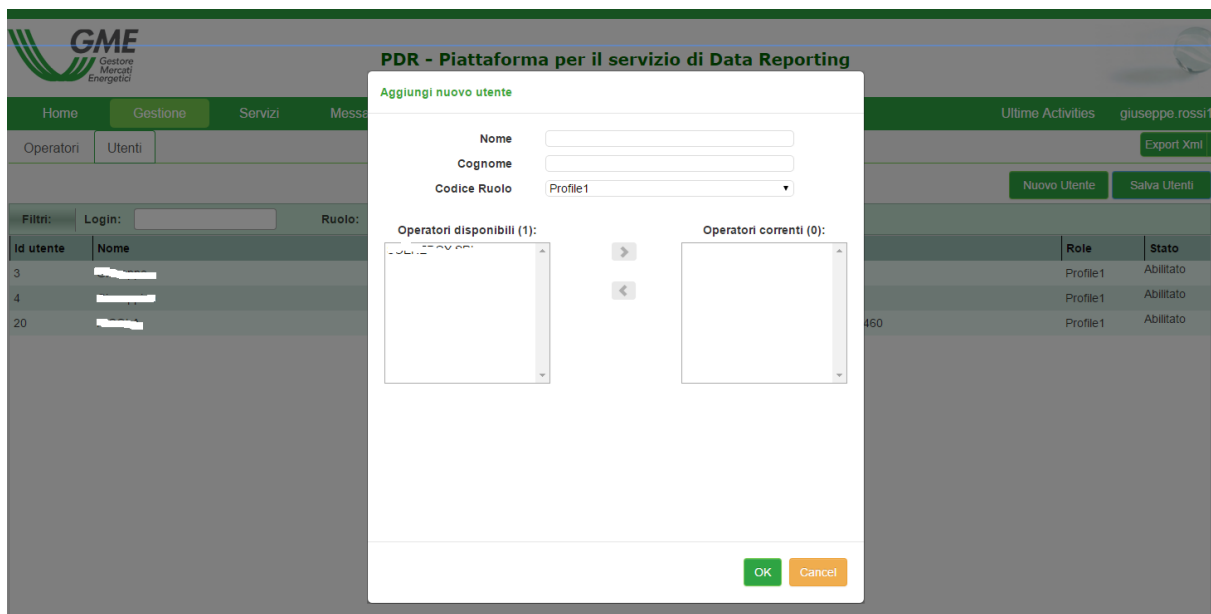 GME
Gestore
Mercati
Energetici
PDR - Piattaforma per il servizio di Data Reporting
Home Gestione Servizi Messa Ultime Activities giuseppe.rossi1
Operatori Utenti Export Xml
Nuovo Utente Salva Utenti
Filtri: Login: Ruolo:
Id utente Nome Role Stato
3 Profile1 Abilitato
4 Profile1 Abilitato
20 460 Profile1 Abilitato
Aggiungi nuovo utente
Nome
Cognome
Codice Ruolo Profile1
Operatori disponibili (1): Operatori correnti (0):
OK Cancel